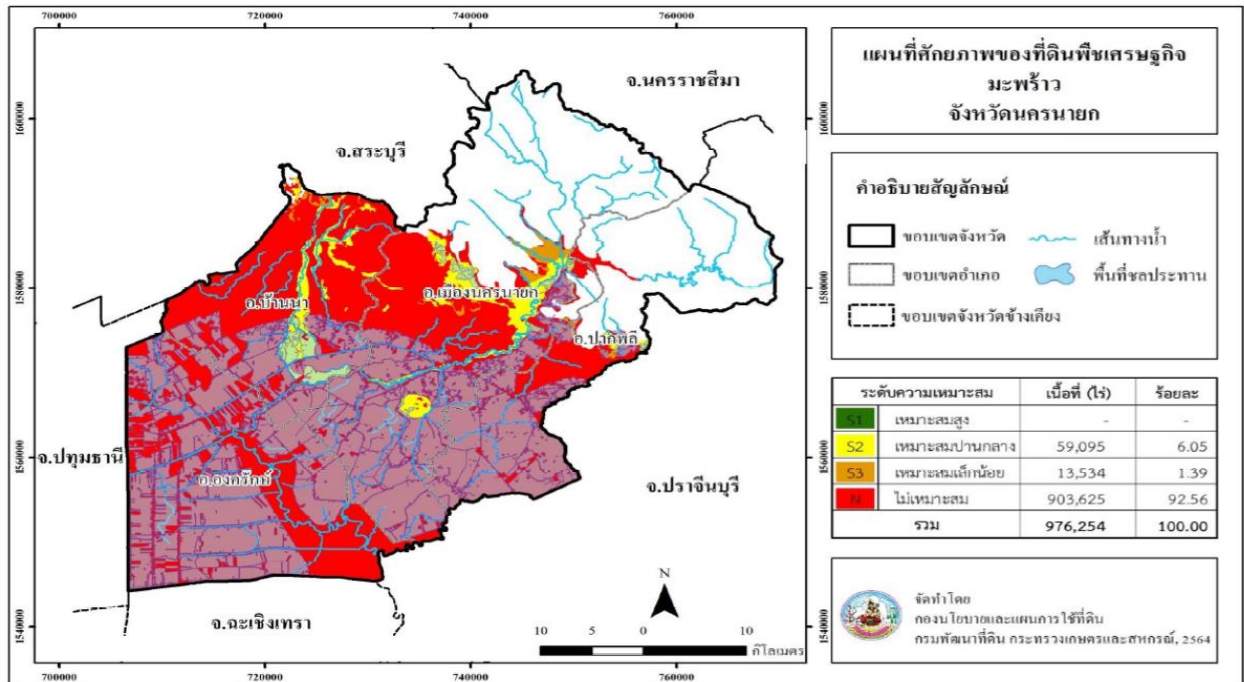 700000 720000 740000 760000
1600000
1580000
1560000
1540000
จ.นครราชสีมา
จ.สระบุรี
อ.บ้านนา
อ.เมืองนครนายก
อ.ปากพลี
จ.ปทุมธานี
อ.องครักษ์
จ.ปราจีนบุรี
จ.ฉะเชิงเทรา
N
10 5 0 10
กิโลเมตร
700000 720000 740000 760000
1600000
1580000
1560000
1540000
แผนที่ศักยภาพของที่ดินพืชเศรษฐกิจ
มะพร้าว
จังหวัดนครนายก
คำอธิบายสัญลักษณ์
ขอบเขตจังหวัด เส้นทางน้ำ
ขอบเขตอำเภอ พื้นที่ชลประทาน
ขอบเขตจังหวัดข้างเคียง
ระดับความเหมาะสม เนื้อที่ (ไร่) ร้อยละ
S1 เหมาะสมสูง - -
S2 เหมาะสมปานกลาง 59,095 6.05
S3 เหมาะสมเล็กน้อย 13,534 1.39
N ไม่เหมาะสม 903,625 92.56
รวม 976,254 100.00
จัดทำโดย
กองนโยบายและแผนการใช้ที่ดิน
กรมพัฒนาที่ดิน กระทรวงเกษตรและสหกรณ์, 2564